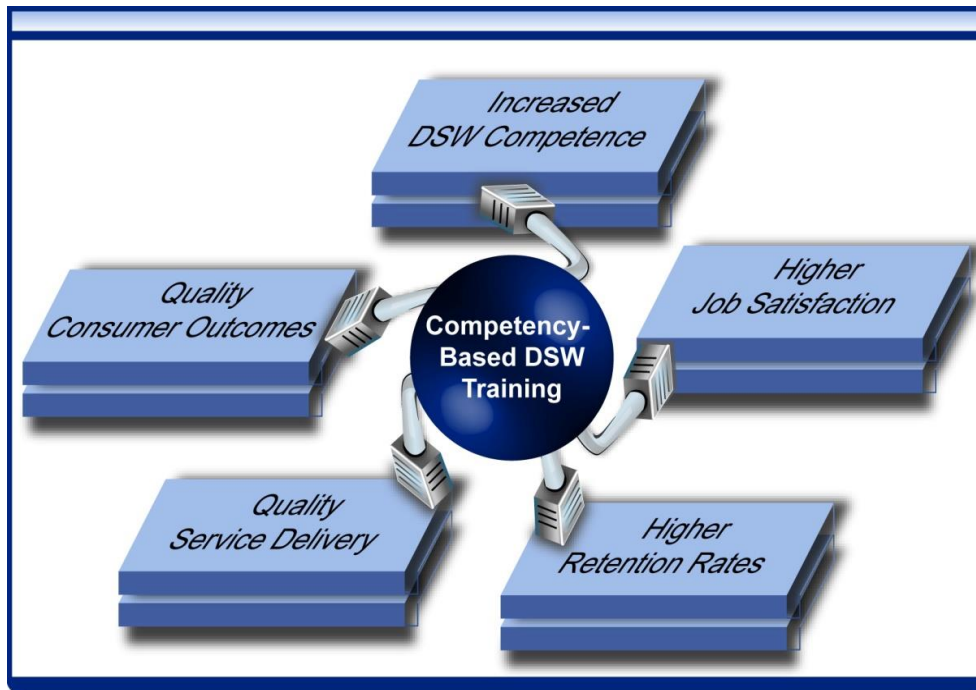 Increased
DSW Competence
Higher
Job Satisfaction
Quality
Consumer Outcomes
Competency-
Based DSW
Training
Quality
Service Delivery
Higher
Retention Rates